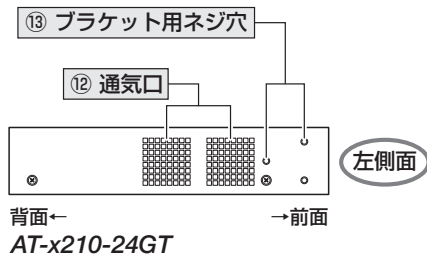 ⑬ ブラケット用ネジ穴
⑫ 通気口
左側面
背面← →前面
AT-x210-24GT